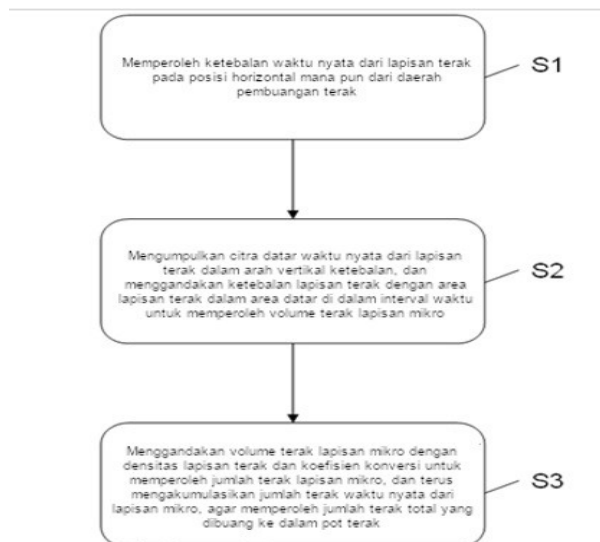 Memperoleh ketebalan waktu nyata dari lapisan terak
pada posisi horizontal mana pun dari daerah
pembuangan terak
S1
Mengumpulkan citra datar waktu nyata dari lapisan
terak dalam arah vertikal ketebalan, dan
menggandakan ketebalan lapisan terak dengan area
lapisan terak dalam area datar di dalam interval waktu
untuk memperoleh volume terak lapisan mikro
S2
Menggandakan volume terak lapisan mikro dengan
densitas lapisan terak dan koefisien konversi untuk
memperoleh jumlah terak lapisan mikro, dan terus
mengakumulasikan jumlah terak waktu nyata dari
lapisan mikro, agar memperoleh jumlah terak total yang
dibuang ke dalam pot terak
S3